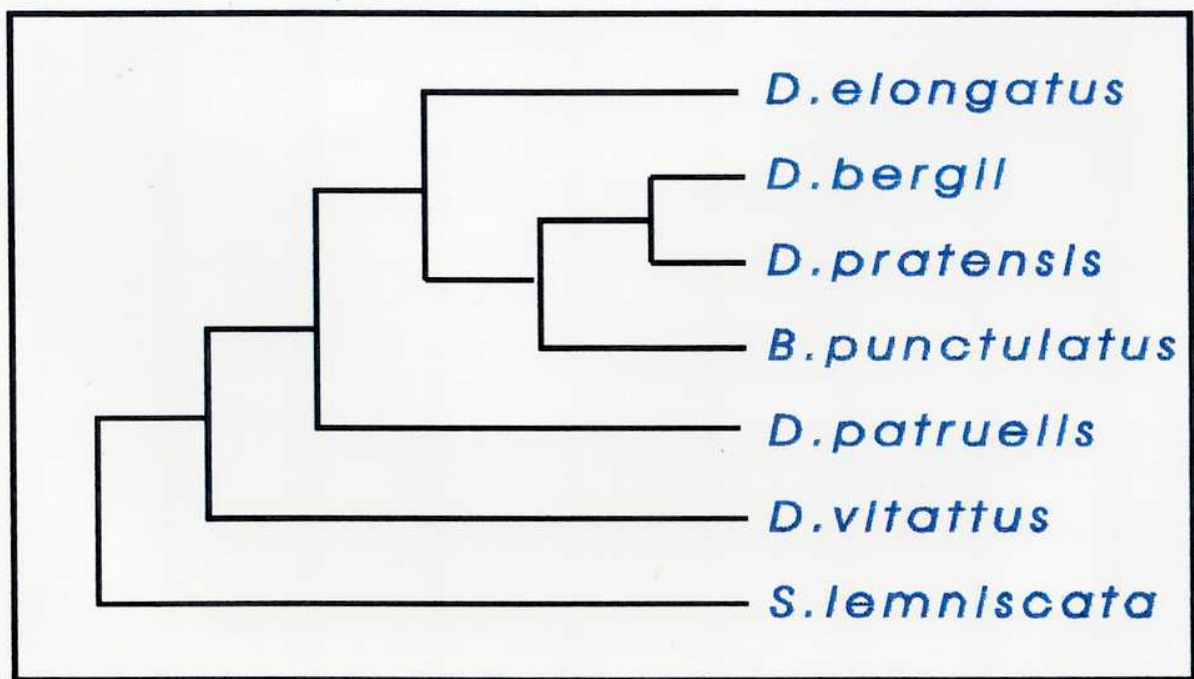 D.elongatus
D.bergii
D.pratensis
B.punctulatus
D.patruelis
D.vitattus
S.lemniscata